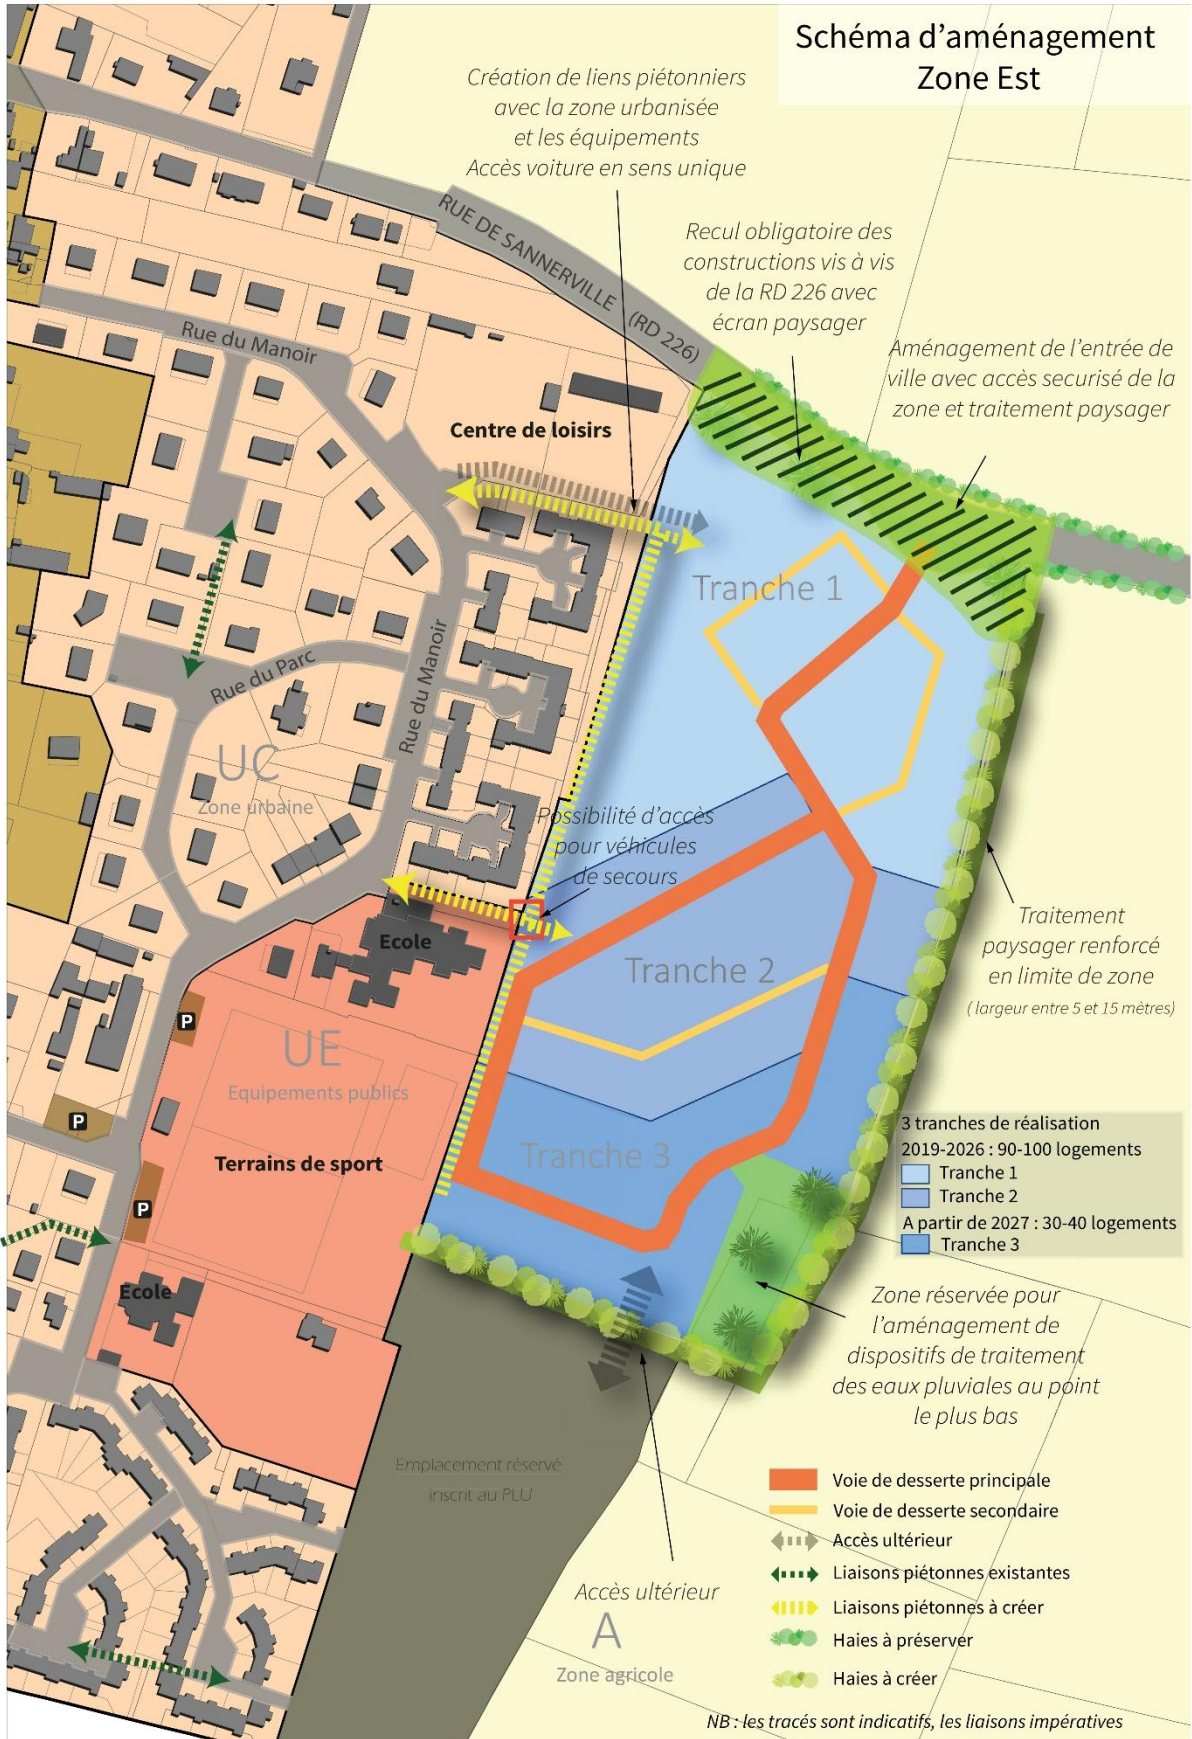 Schéma d’aménagement
Zone Est
Création de liens piétonniers
avec la zone urbanisée
et les équipements
Accès voiture en sens unique
RUE DE SANNERVILLE (RD 226)
Recul obligatoire des
constructions vis à vis
de la RD 226 avec
écran paysager
Aménagement de l’entrée de
ville avec accès securisé de la
zone et traitement paysager
Rue du Manoir
Centre de loisirs
Tranche 1
Rue du Parc
Rue du Manoir
UC
Zone urbaine
Possibilité d’accès
pour véhicules
de secours
Ecole
Tranche 2
Traitement
paysager renforcé
en limite de zone
( largeur entre 5 et 15 mètres)
P
UE
Equipements publics
P
Terrains de sport
Tranche 3
P
3 tranches de réalisation
2019-2026 : 90-100 logements
Tranche 1
Tranche 2
A partir de 2027 : 30-40 logements
Tranche 3
Ecole
Zone réservée pour
l’aménagement de
dispositifs de traitement
des eaux pluviales au point
le plus bas
Emplacement réservé
inscrit au PLU
Accès ultérieur
A
Zone agricole
Voie de desserte principale
Voie de desserte secondaire
Accès ultérieur
Liaisons piétonnes existantes
Liaisons piétonnes à créer
Haies à préserver
Haies à créer
NB : les tracés sont indicatifs, les liaisons impératives